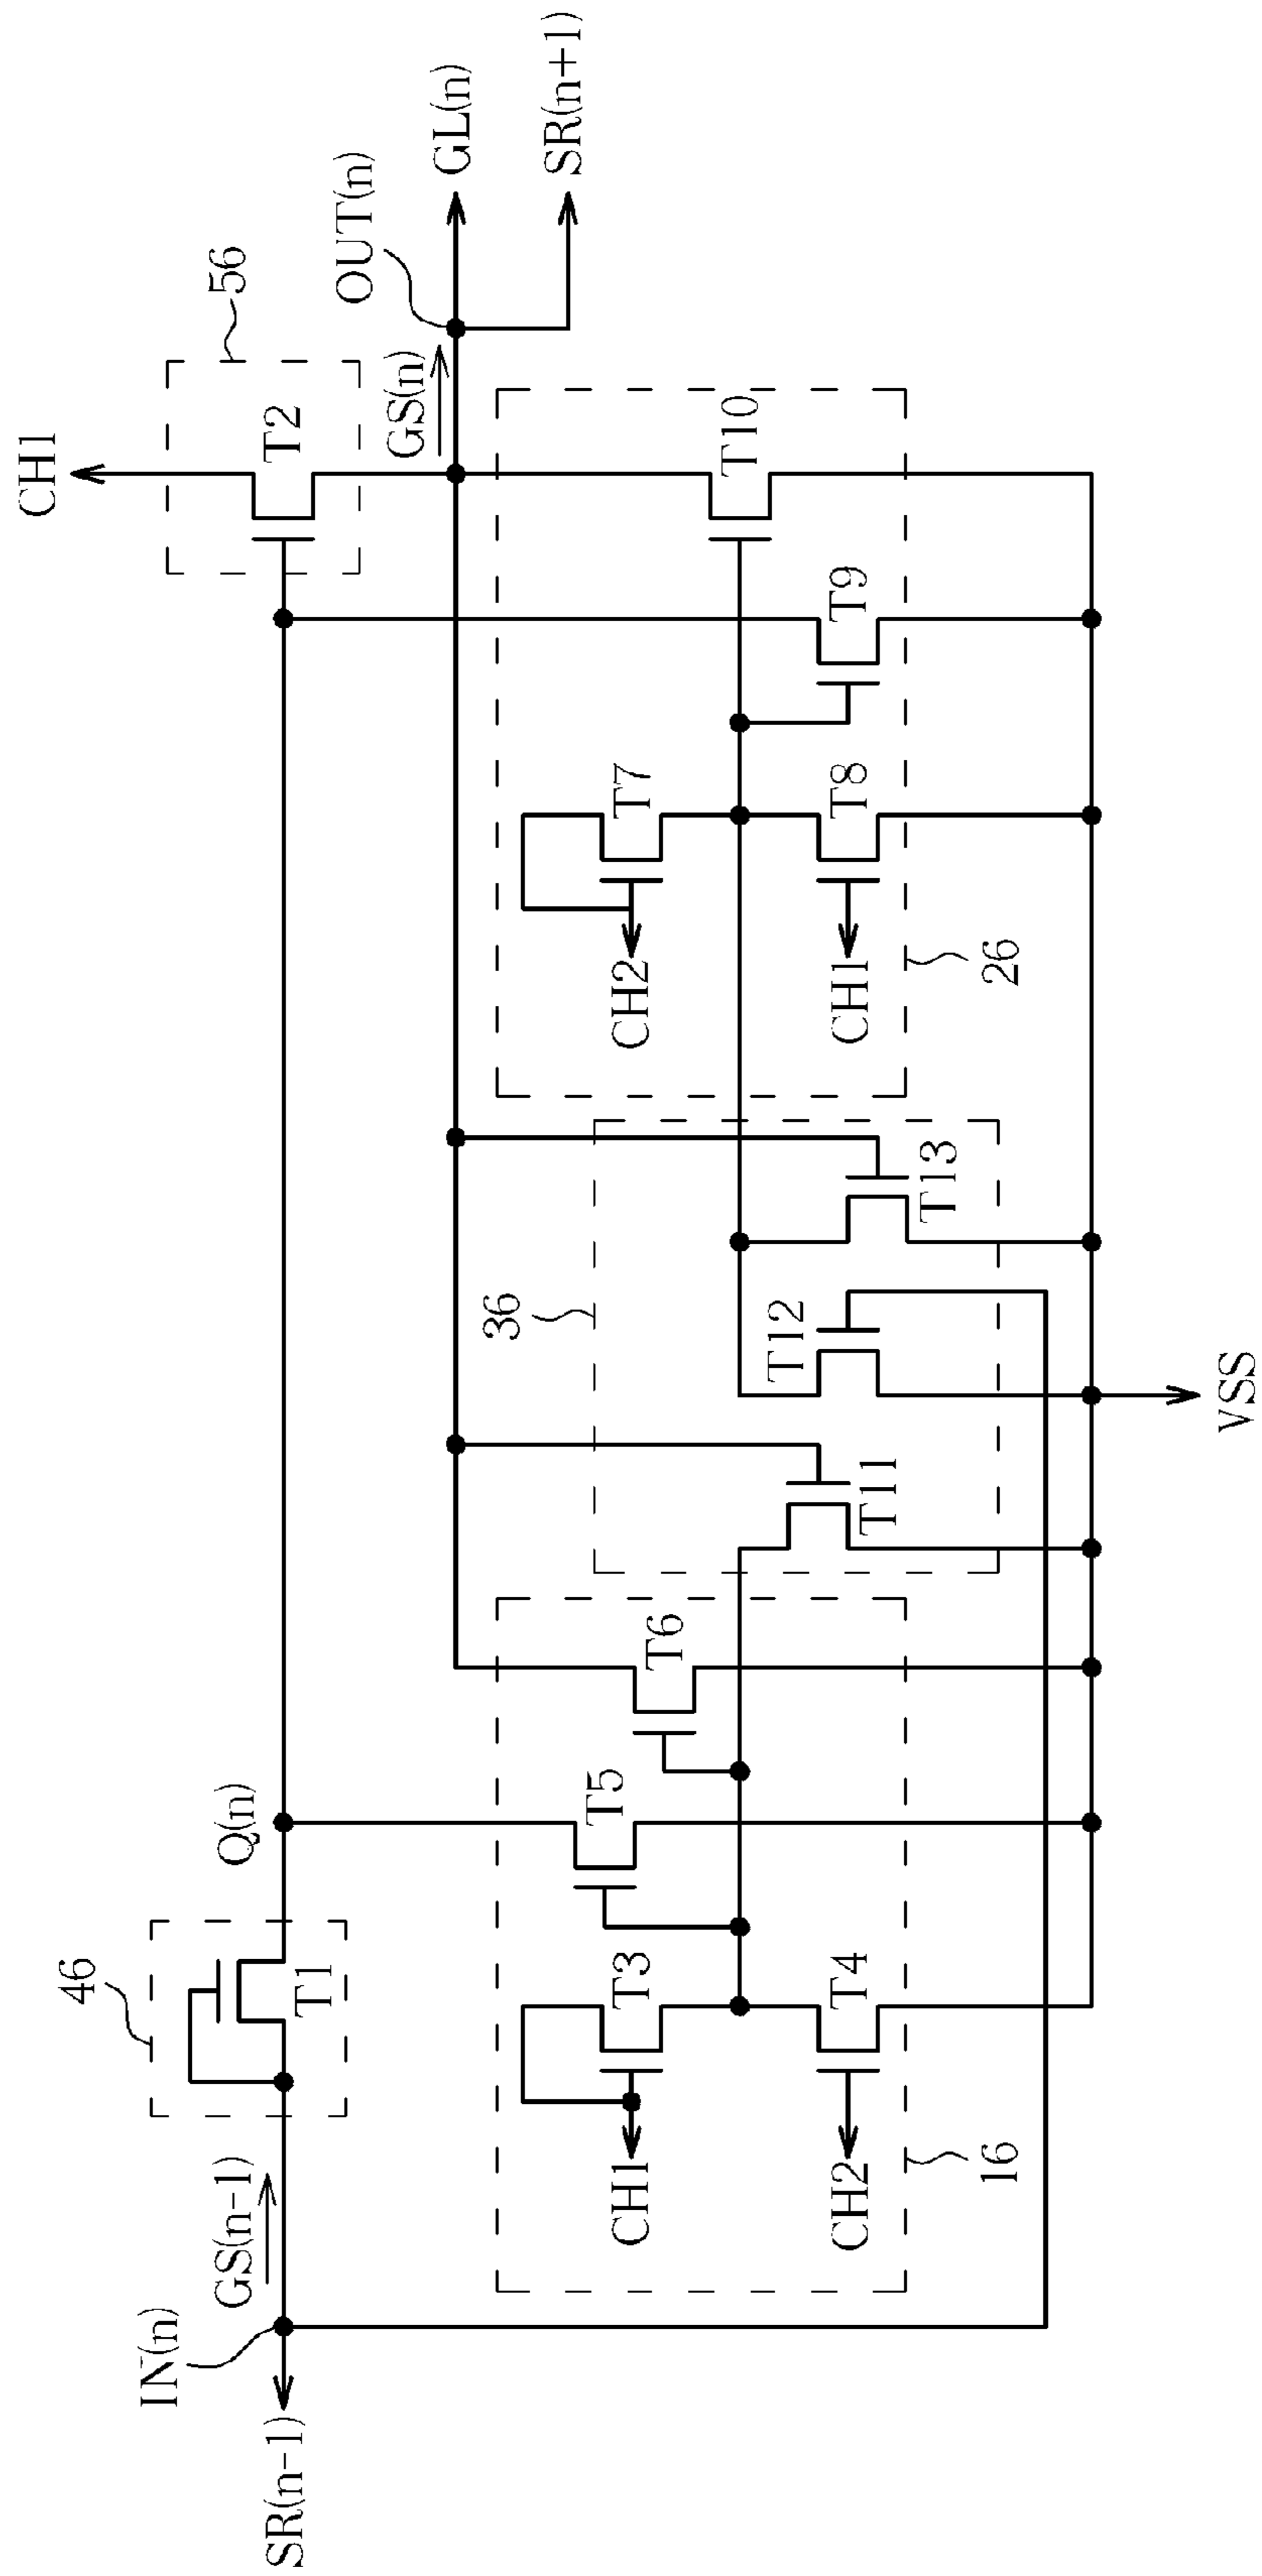 CH1
56
T2
GL(n)
OUT(n)
GS(n)
SR(n+1)
46
T1
Q(n)
GS(n-1)
IN(n)
SR(n-1)
T10
T9
T7
T8
CH2
CH1
26
36
T13
T12
T11
T6
T5
T3
T4
CH1
CH2
16
VSS